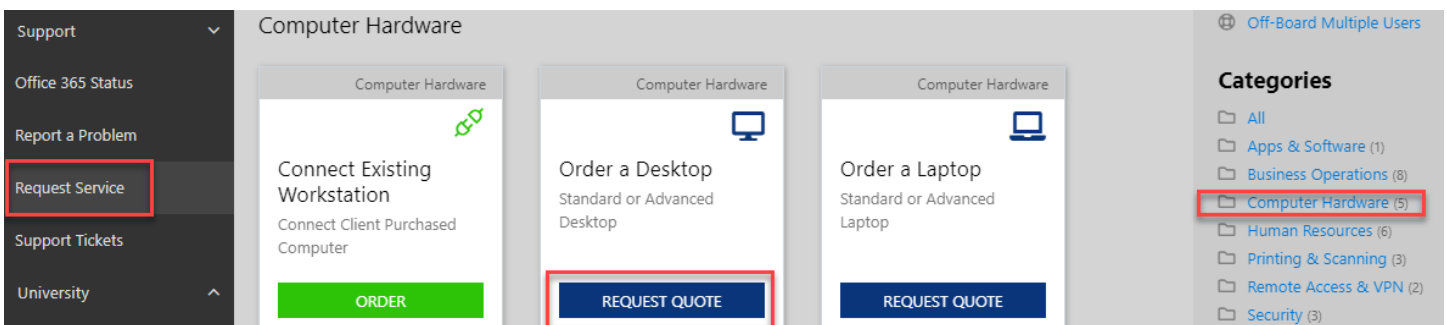 Support
Office 365 Status
Report a Problem
Request Service
Support Tickets
University
Computer Hardware
Computer Hardware
Connect Existing
Workstation
Connect Client Purchased
Computer
ORDER
Computer Hardware
Order a Desktop
Standard or Advanced
Desktop
REQUEST QUOTE
Computer Hardware
Order a Laptop
Standard or Advanced
Laptop
REQUEST QUOTE
Off-Board Multiple Users
Categories
All
Apps & Software (1)
Business Operations (8)
Computer Hardware (5)
Human Resources (6)
Printing & Scanning (3)
Remote Access & VPN (2)
Security (3)